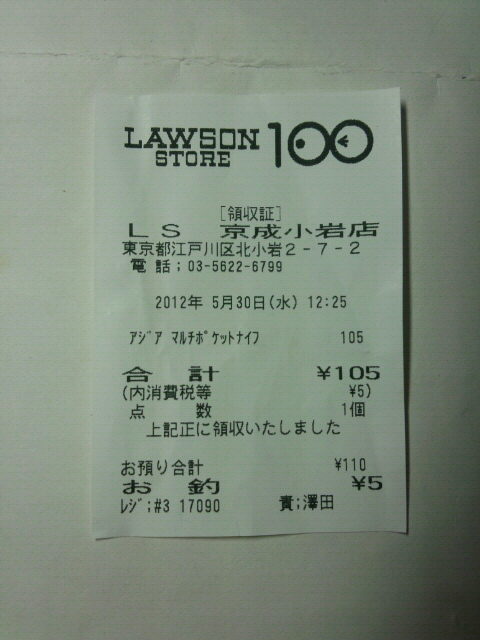 LAWSON STORE 100
[領収証]
LS 京成小岩店
東京都江戸川区北小岩2-7-2
電話;03-5622-6799
2012年 5月30日(水) 12:25
アジア マルチポケットナイフ 105
合計 ¥105
(内消費税等 ¥5)
点数 1個
上記正に領収いたしました
お預り合計 ¥110
お釣 ¥5
レジ;#3 17090 責;澤田